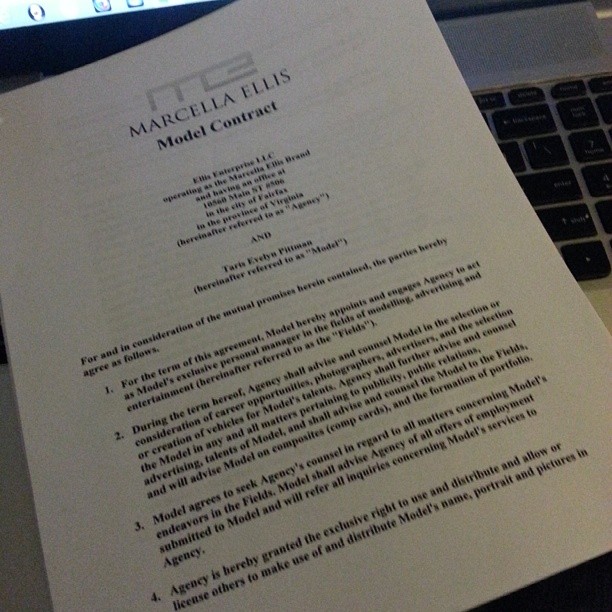 ME
MARCELLA ELLIS
Model Contract
Ellis Enterprise LLC
operating as the Marcella Ellis Brand
and having an office at
10560 Main ST #506
in the city of Fairfax
in the province of Virginia
(hereinafter referred to as "Agency")
AND
Taris Evelyn Pittman
(hereinafter referred to as "Model")
For and in consideration of the mutual promises herein contained, the parties hereby
agree as follows.
1. For the term of this agreement, Model hereby appoints and engages Agency to act
as Model's exclusive personal manager in the fields of modelling, advertising and
entertainment (hereinafter referred to as the "Fields").
2. During the term hereof, Agency shall advise and counsel Model in the selection or
consideration of career opportunities, photographers, advertisers, and the selection
or creation of vehicles for Model's talents. Agency shall further advise and counsel
the Model in any and all matters pertaining to publicity, public relations,
advertising, talents of Model, and shall advise and counsel the Model to the Fields,
and will advise Model on composites (comp cards), and the formation of portfolio.
3. Model agrees to seek Agency's counsel in regard to all matters concerning Model's
endeavors in the Fields. Model shall advise Agency of all offers of employment
submitted to Model and will refer all inquiries concerning Model's services to
Agency.
4. Agency is hereby granted the exclusive right to use and distribute and allow or
license others to make use of and distribute Model's name, portrait and pictures in
enter
shift